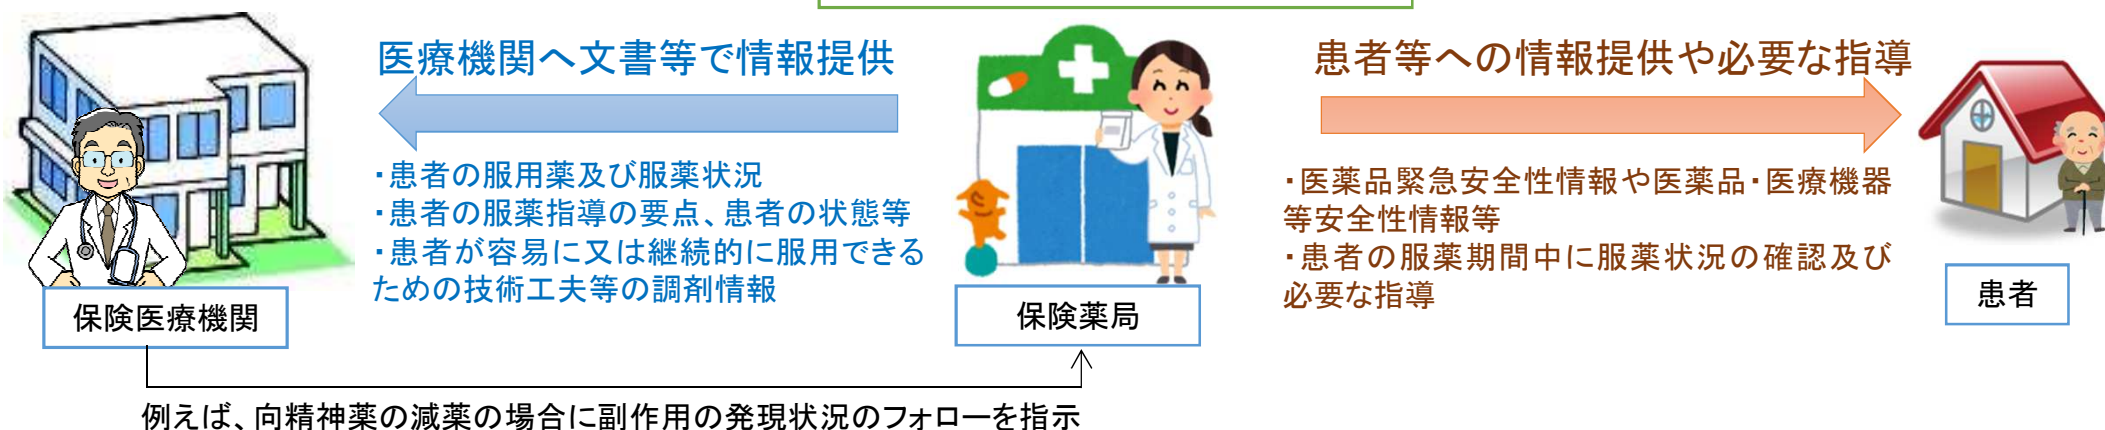 医療機関へ文書等で情報提供
・患者の服用薬及び服薬状況
・患者の服薬指導の要点、患者の状態等
・患者が容易に又は継続的に服用できる
ための技術工夫等の調剤情報
保険医療機関
保険薬局
患者等への情報提供や必要な指導
・医薬品緊急安全性情報や医薬品・医療機器
等安全性情報等
・患者の服薬期間中に服薬状況の確認及び
必要な指導
患者
例えば、向精神薬の減薬の場合に副作用の発現状況のフォローを指示